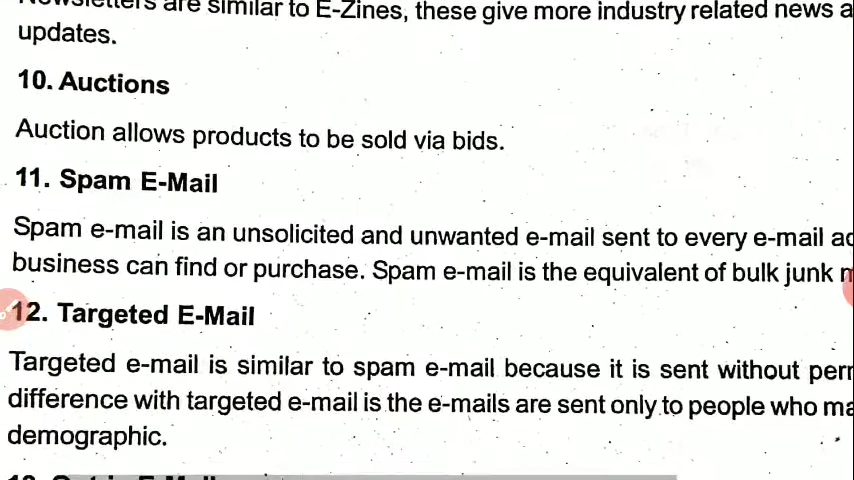 Newsletters are similar to E-Zines, these give more industry related news a
updates.
10. Auctions
Auction allows products to be sold via bids.
11. Spam E-Mail
Spam e-mail is an unsolicited and unwanted e-mail sent to every e-mail
business can find or purchase. Spam e-mail is the equivalent of bulk junk
12. Targeted E-Mail
Targeted e-mail is similar to spam e-mail because it is sent without
difference with targeted e-mail is the e-mails are sent only to people who
demographic.